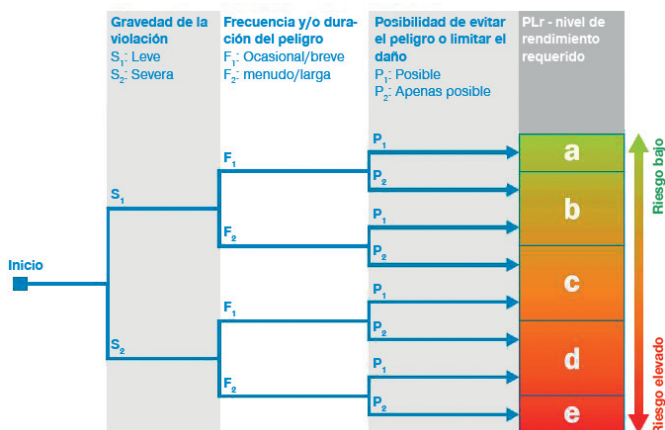 Gravedad de la
violación
S1: Leve
S2: Severa
Frecuencia y/o dura-
ción del peligro
F1: Ocasional/breve
F2: menudo/larga
Posibilidad de evitar
el peligro o limitar el
daño
P1: Posible
P2: Apenas posible
PLr - nivel de
rendimiento
requerido
Inicio
S1
S2
F1
F2
F1
F2
P1
P2
P1
P2
P1
P2
P1
P2
a
b
c
d
e
Riesgo bajo
Riesgo elevado